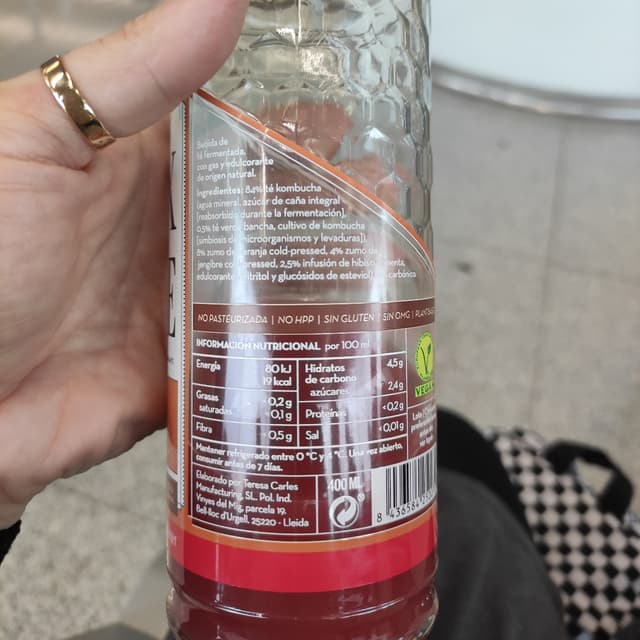 Bebida de
té fermentada,
con gas y edulcorante
de origen natural.
Ingredientes: 84% té kombucha
[agua mineral, azúcar de caña integral
(reabsorbido durante la fermentación),
0,5% té verde bancha, cultivo de kombucha
(simbiosis de microorganismos y levaduras)],
8% zumo de naranja cold-pressed, 4% zumo de
jengibre cold-pressed, 2,5% infusión de hibisco,
edulcorante (eritritol y glucósidos de esteviol), carbónico
NO PASTEURIZADA | NO HPP | SIN GLUTEN | SIN OMG | PLANT
INFORMACIÓN NUTRICIONAL por 100 ml
Energía 80 kJ
19 kcal
Grasas <0,2 g
saturadas <0,1 g
Fibra <0,5 g
Hidratos
de carbono 4,5 g
azúcares 2,4 g
Proteínas <0,2 g
Sal <0,01 g
V
VEGAN
Mantener refrigerado entre 0 °C y 4 °C. Una vez abierto,
consumir antes de 7 días.
Elaborado por Teresa Carles
Manufacturing, SL. Pol. Ind.
Vinyes del Mig, parcela 19,
Bell-lloc d'Urgell, 25220 - Lleida
400 ML
E